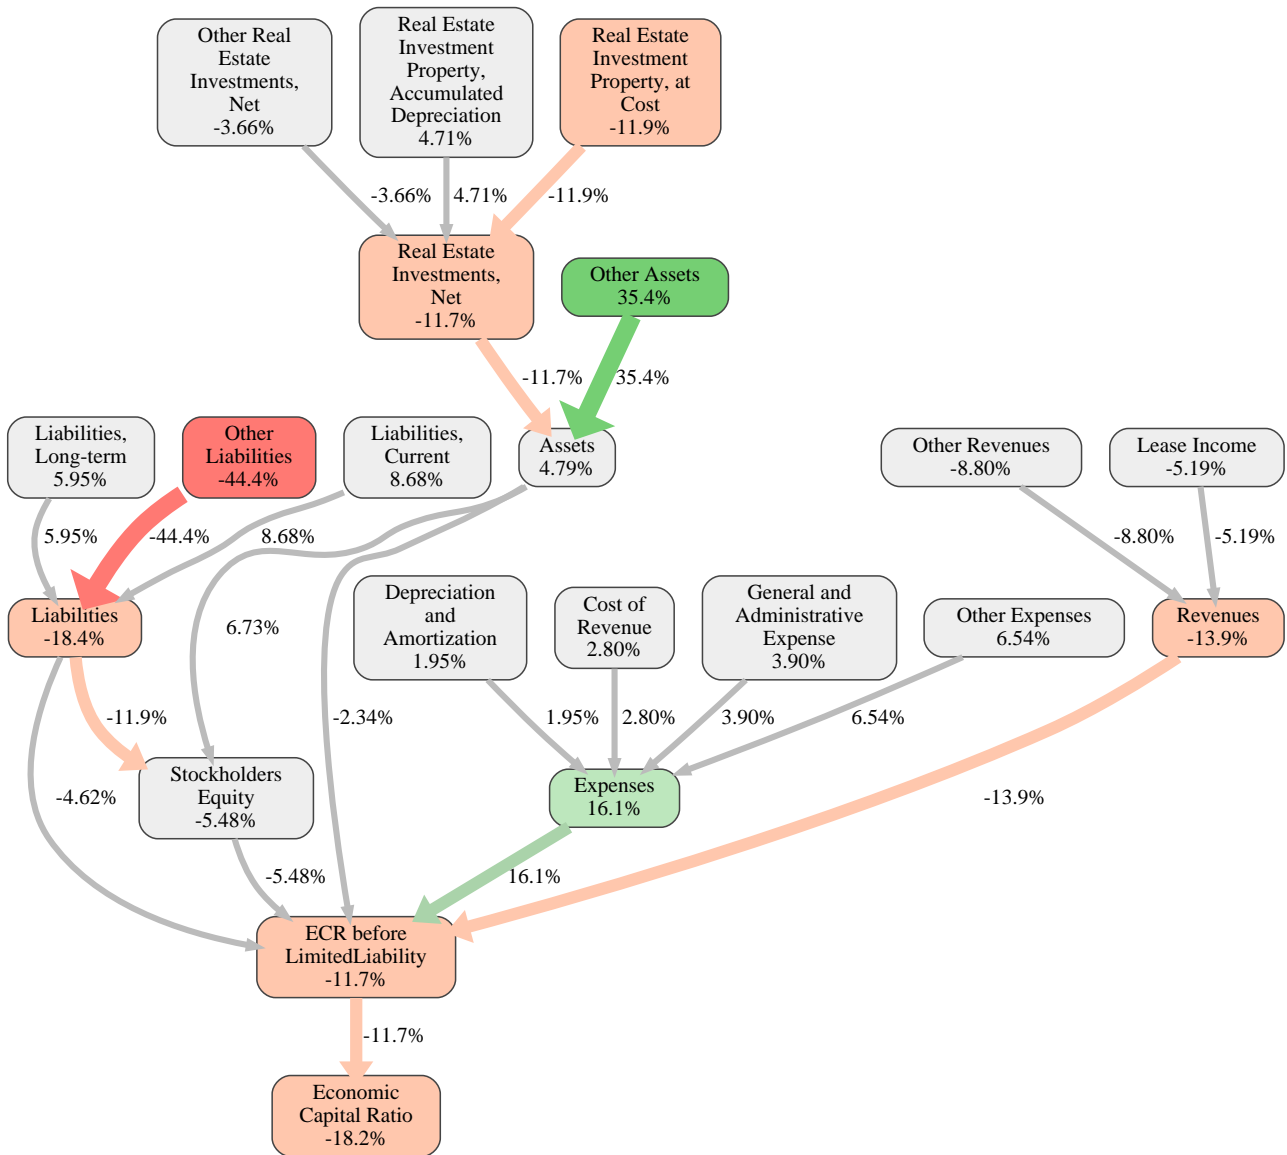 Other Real
Estate
Investments,
Net
-3.66%
Real Estate
Investment
Property,
Accumulated
Depreciation
4.71%
Real Estate
Investment
Property, at
Cost
-11.9%
-3.66%
4.71%
-11.9%
Real Estate
Investments,
Net
-11.7%
Other Assets
35.4%
-11.7%
35.4%
Liabilities,
Long-term
5.95%
Other
Liabilities
-44.4%
Liabilities,
Current
8.68%
Assets
4.79%
Other Revenues
-8.80%
Lease Income
-5.19%
5.95%
-44.4%
8.68%
-8.80%
-5.19%
Liabilities
-18.4%
6.73%
Depreciation
and
Amortization
1.95%
Cost of
Revenue
2.80%
General and
Administrative
Expense
3.90%
Other Expenses
6.54%
Revenues
-13.9%
-11.9%
-2.34%
1.95%
2.80%
3.90%
6.54%
-4.62%
Stockholders
Equity
-5.48%
Expenses
16.1%
-13.9%
-5.48%
16.1%
ECR before
LimitedLiability
-11.7%
-11.7%
Economic
Capital Ratio
-18.2%